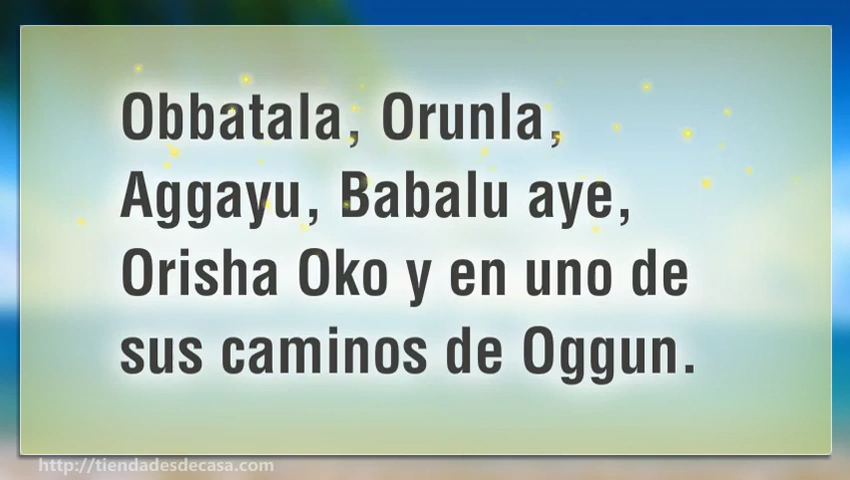 Obbatala, Orunla,
Aggayu, Babalu aye,
Orisha Oko y en uno de
sus caminos de Oggun.
http://tiendadesdecasa.com